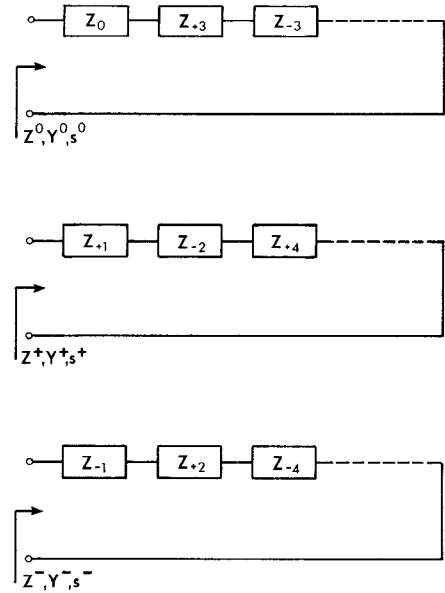 Z₀ Z₊₃ Z₋₃
Z⁰,Y⁰,s⁰
Z₊₁ Z₋₂ Z₊₄
Z⁺,Y⁺,s⁺
Z₋₁ Z₊₂ Z₋₄
Z⁻,Y⁻,s⁻